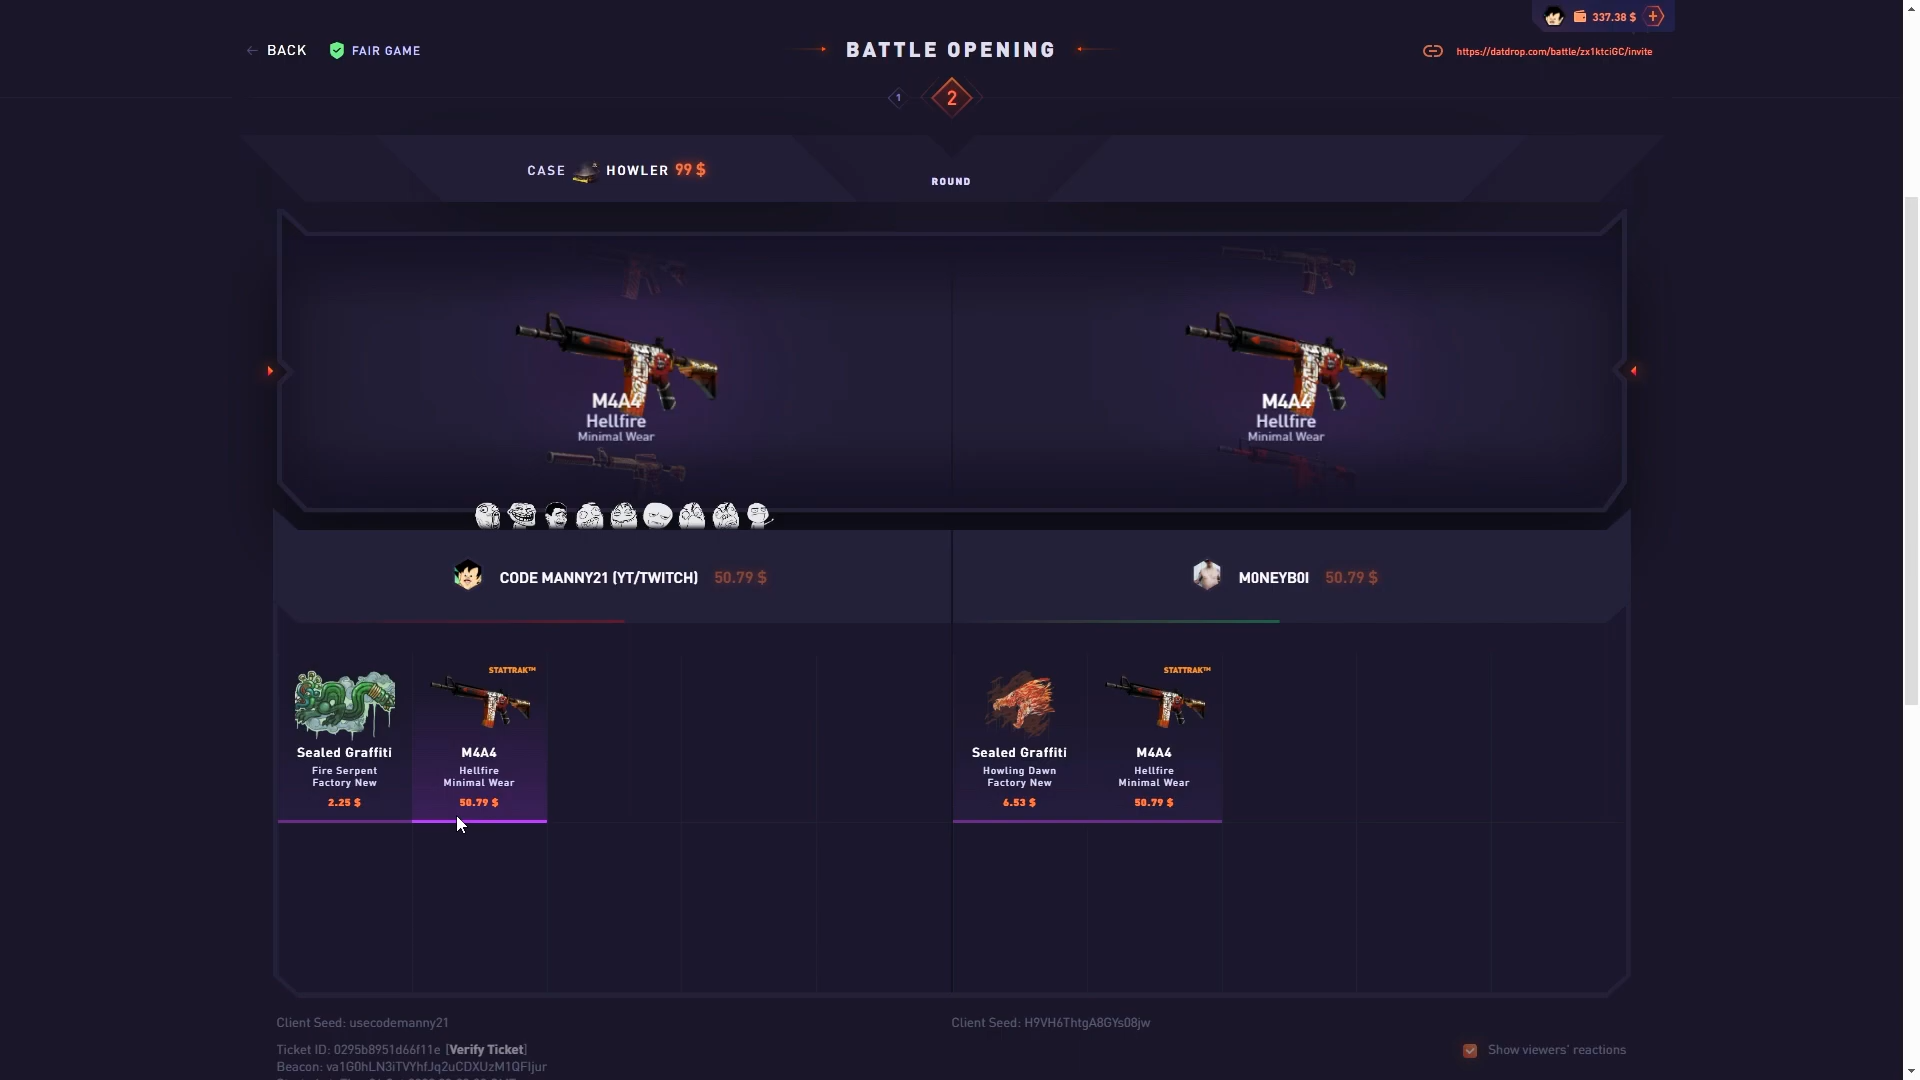 337.38 $
BACK
FAIR GAME
BATTLE OPENING
https://datdrop.com/battle/zx1ktciGC/invite
1
2
CASE HOWLER 99 $
ROUND
M4A4
Hellfire
Minimal Wear
M4A4
Hellfire
Minimal Wear
CODE MANNY21 (YT/TWITCH) 50.79 $
M0NEYB0I 50.79 $
Sealed Graffiti
Fire Serpent
Factory New
2.25 $
STATTRAK™
M4A4
Hellfire
Minimal Wear
50.79 $
Sealed Graffiti
Howling Dawn
Factory New
6.53 $
STATTRAK™
M4A4
Hellfire
Minimal Wear
50.79 $
Client Seed: usecodemanny21
Client Seed: H9VH6ThtgA8GYs08jw
Ticket ID: 0295b8951d66f11e [Verify Ticket]
Beacon: va1G0hLN3iTVYhfJq2uCDXUzM1QFIjur
Show viewers' reactions